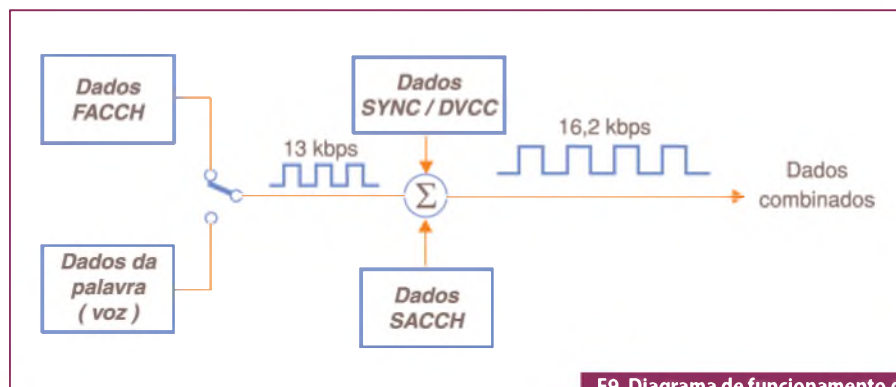 Dados
FACCH
Dados
SYNC / DVCC
13 kbps
16,2 kbps
Σ
Dados
combinados
Dados da
palavra
( voz )
Dados
SACCH
F9. Diagrama de funcionamento